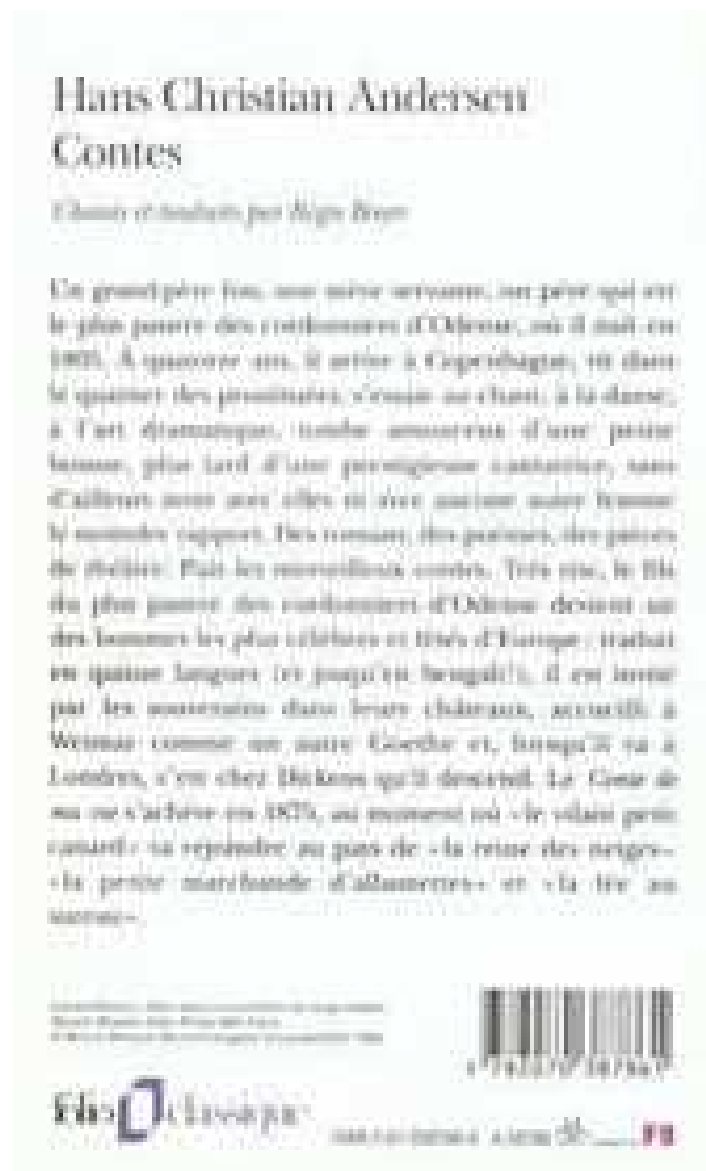 Hans Christian Andersen
Contes
Choisis et traduits par Régis Boyer
Un grand-père fou, une mère servante, un père qui est
le plus pauvre des cordonniers d'Odense, où il naît en
1805. À quatorze ans, il arrive à Copenhague, vit dans
le quartier des prostituées, s'essaie au chant, à la danse,
à l'art dramatique, tombe amoureux d'une petite
bonne, plus tard d'une prestigieuse cantatrice, sans
d'ailleurs avoir avec elles ni avec aucune autre femme
le moindre rapport. Des romans, des poèmes, des pièces
de théâtre. Puis les merveilleux contes. Très vite, le fils
du plus pauvre des cordonniers d'Odense devient un
des hommes les plus célèbres et fêtés d'Europe : traduit
en quinze langues (et jusqu'en bengali!), il est invité
par les souverains dans leurs châteaux, accueilli à
Weimar comme un autre Goethe et, lorsqu'il va à
Londres, c'est chez Dickens qu'il descend. Le Conte de
ma vie s'achève en 1875, au moment où «le vilain petit
canard» va rejoindre au pays de «la reine des neiges»
«la petite marchande d'allumettes» et «la fée au
sureau».
Folio classique